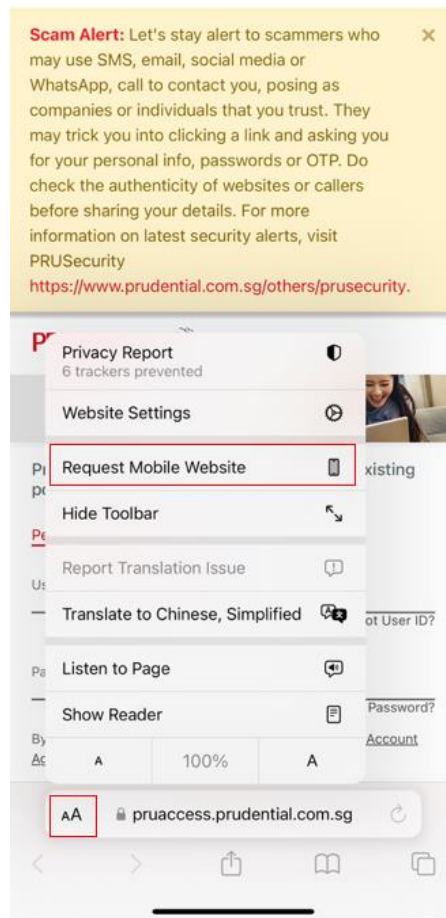 Scam Alert: Let's stay alert to scammers who
may use SMS, email, social media or
WhatsApp, call to contact you, posing as
companies or individuals that you trust. They
may trick you into clicking a link and asking you
for your personal info, passwords or OTP. Do
check the authenticity of websites or callers
before sharing your details. For more
information on latest security alerts, visit
PRUSecurity
https://www.prudential.com.sg/others/prusecurity.
Privacy Report
6 trackers prevented
Website Settings
Request Mobile Website
xisting
Hide Toolbar
Report Translation Issue
Translate to Chinese, Simplified
ot User ID?
Listen to Page
Show Reader
Password?
By
Account
A 100% A
AA pruaccess.prudential.com.sg